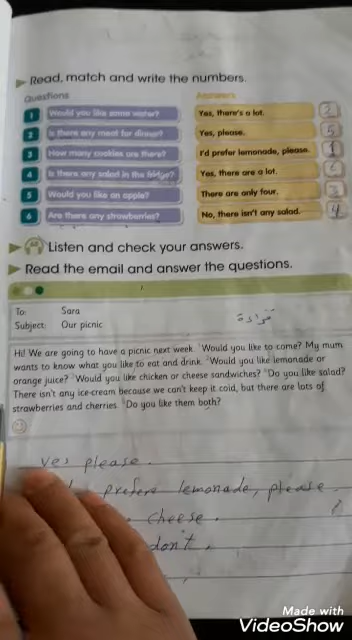 Read, match and write the numbers.
Questions
Answers
1 Would you like some water?
Yes, there's a lot. 2
2 Is there any meat for dinner?
Yes, please. 5
3 How many cookies are there?
I'd prefer lemonade, please. 1
4 Is there any salad in the fridge?
Yes, there are a lot. 6
5 Would you like an apple?
There are only four. 3
6 Are there any strawberries?
No, there isn't any salad. 4
Listen and check your answers.
Read the email and answer the questions.
To: Sara
Subject: Our picnic
Hi! We are going to have a picnic next week. Would you like to come? My mum
wants to know what you like to eat and drink. Would you like lemonade or
orange juice? Would you like chicken or cheese sandwiches? Do you like salad?
There isn't any ice-cream because we can't keep it cold, but there are lots of
strawberries and cherries. Do you like them both?
yes please.
prefere lemonade, please.
cheese.
don't.
Made with
VideoShow